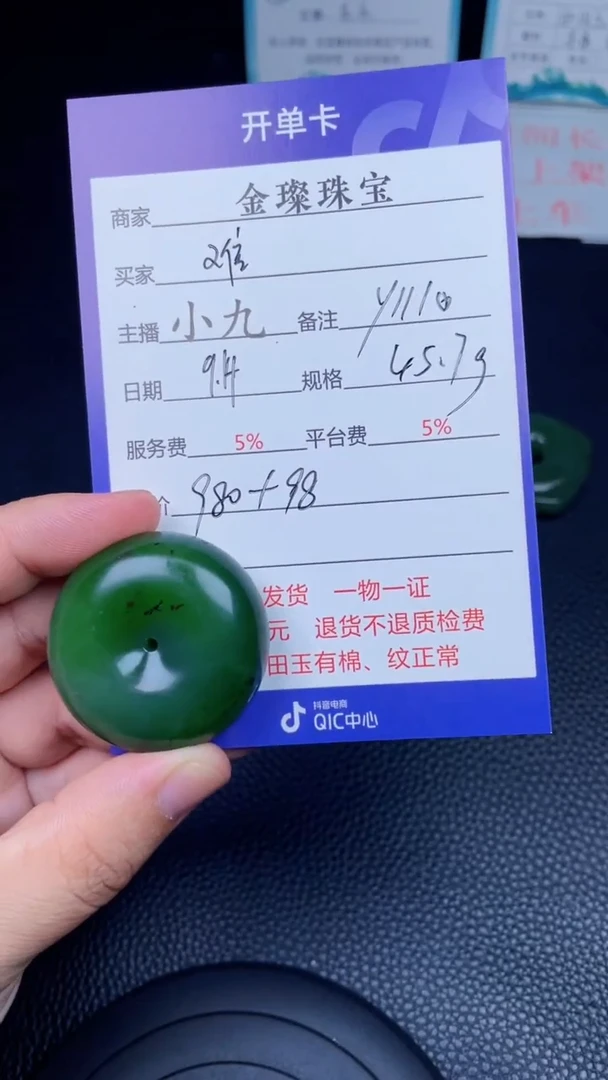 开单卡
商家 金璨珠宝
买家
主播 小九 备注
日期 9.14 规格 45.7g
服务费 5% 平台费 5%
价 980+98
发货 一物一证
元 退货不退质检费
田玉有棉、纹正常
抖音电商
QIC中心